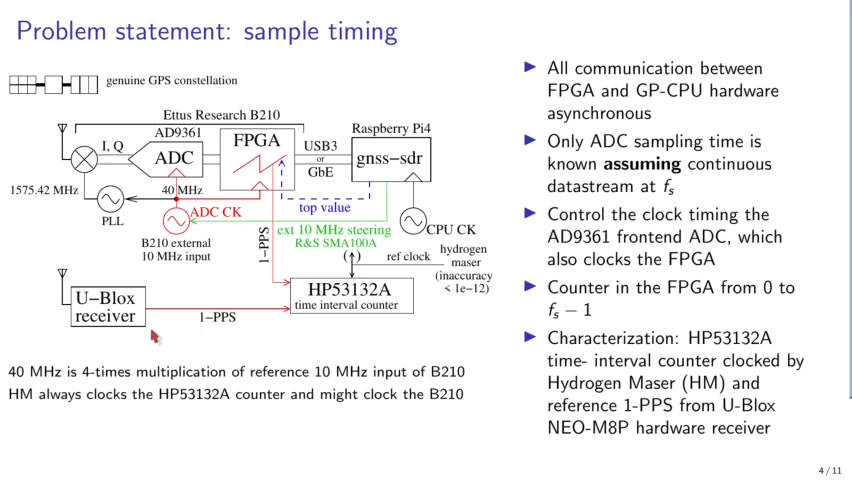 Problem statement: sample timing
genuine GPS constellation
Ettus Research B210
AD9361
I, Q
ADC
FPGA
USB3
or
GbE
Raspberry Pi4
gnss−sdr
1575.42 MHz
40 MHz
PLL
ADC CK
top value
B210 external
10 MHz input
ext 10 MHz steering
R&S SMA100A
CPU CK
1−PPS
( )
ref clock
hydrogen
maser
(inaccuracy
< 1e−12)
HP53132A
time interval counter
U−Blox
receiver
1−PPS
40 MHz is 4-times multiplication of reference 10 MHz input of B210
HM always clocks the HP53132A counter and might clock the B210
All communication between
FPGA and GP-CPU hardware
asynchronous
Only ADC sampling time is
known assuming continuous
datastream at fs
Control the clock timing the
AD9361 frontend ADC, which
also clocks the FPGA
Counter in the FPGA from 0 to
fs − 1
Characterization: HP53132A
time- interval counter clocked by
Hydrogen Maser (HM) and
reference 1-PPS from U-Blox
NEO-M8P hardware receiver
4 / 11